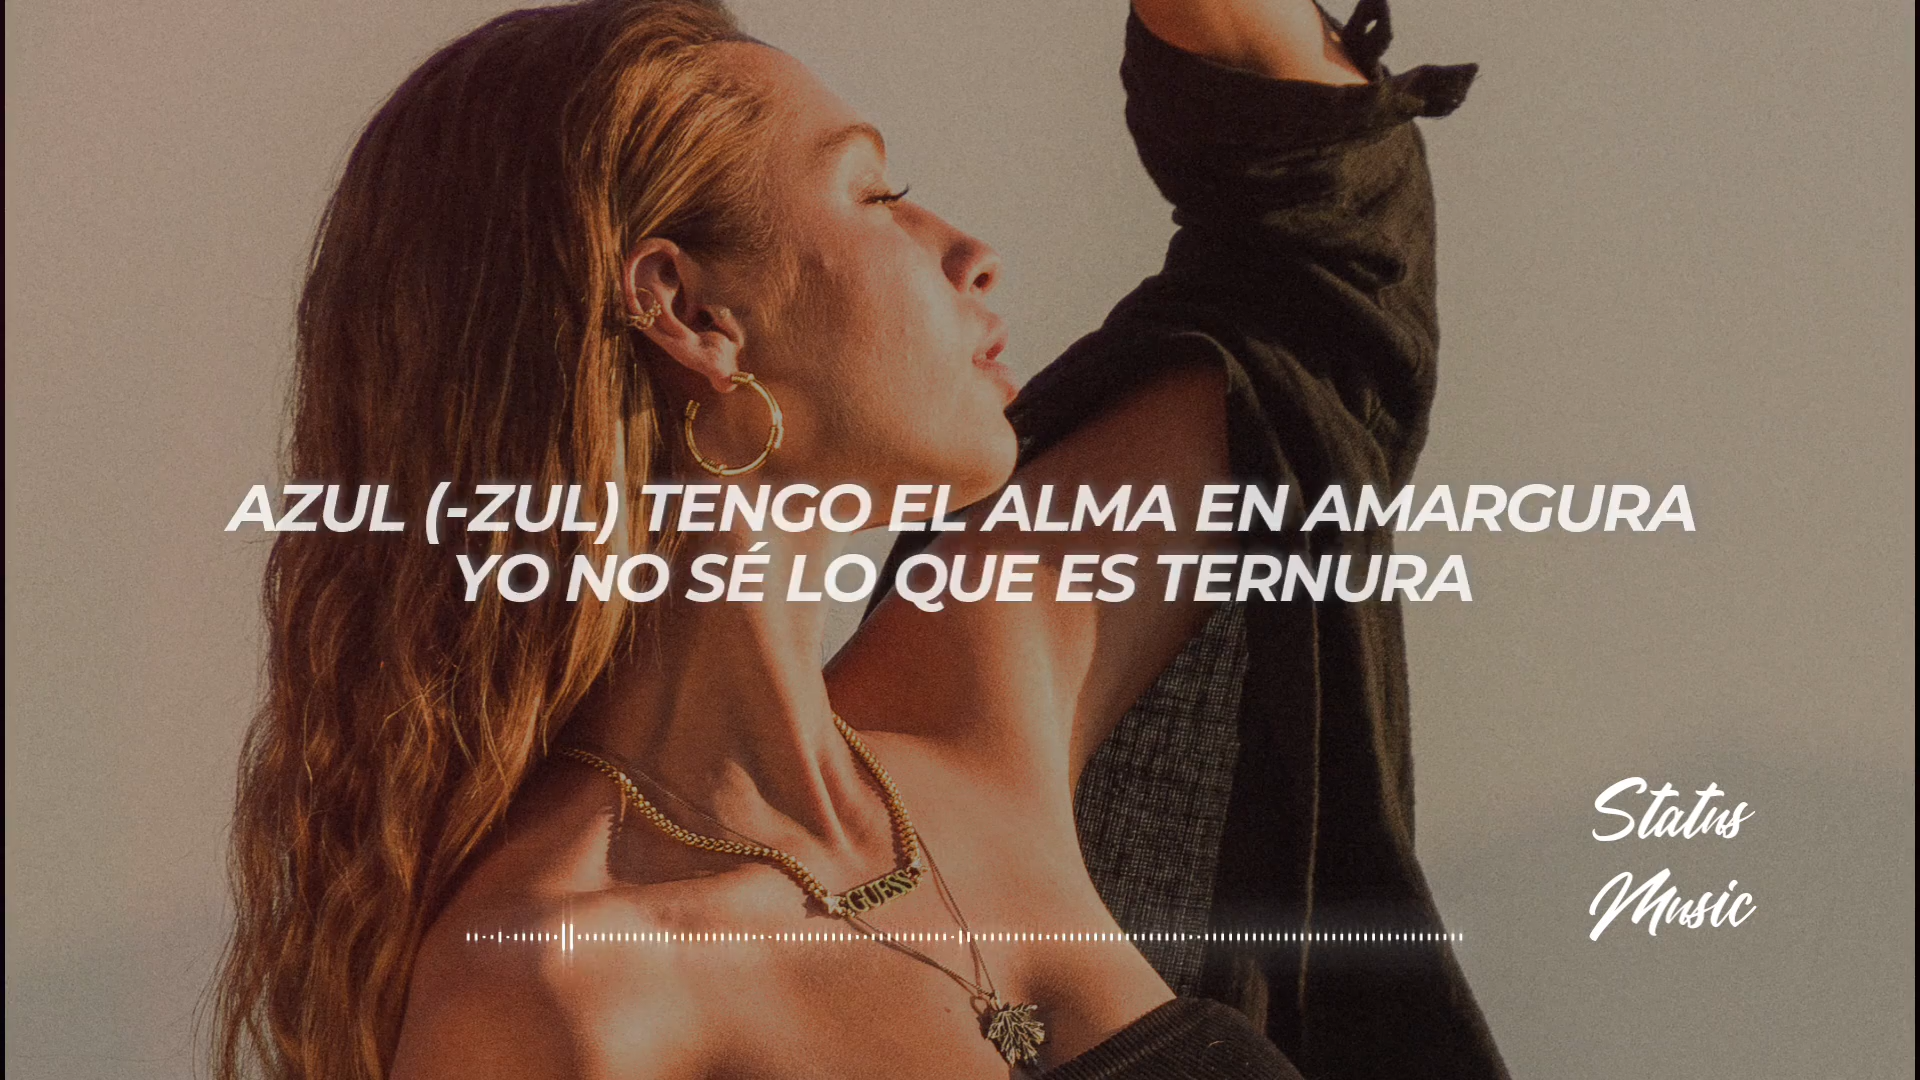 AZUL (-ZUL) TENGO EL ALMA EN AMARGURA
YO NO SÉ LO QUE ES TERNURA
GUESS
Status
Music